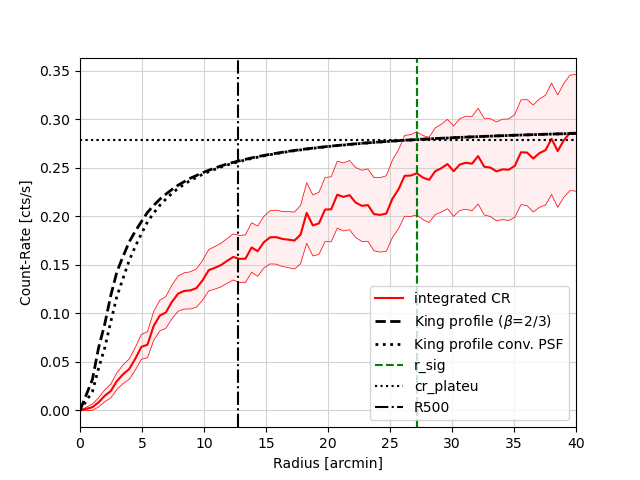 0.35
0.30
0.25
0.20
0.15
0.10
0.05
0.00
Count-Rate [cts/s]
integrated CR
King profile (β=2/3)
King profile conv. PSF
r_sig
cr_plateu
R500
0 5 10 15 20 25 30 35 40
Radius [arcmin]